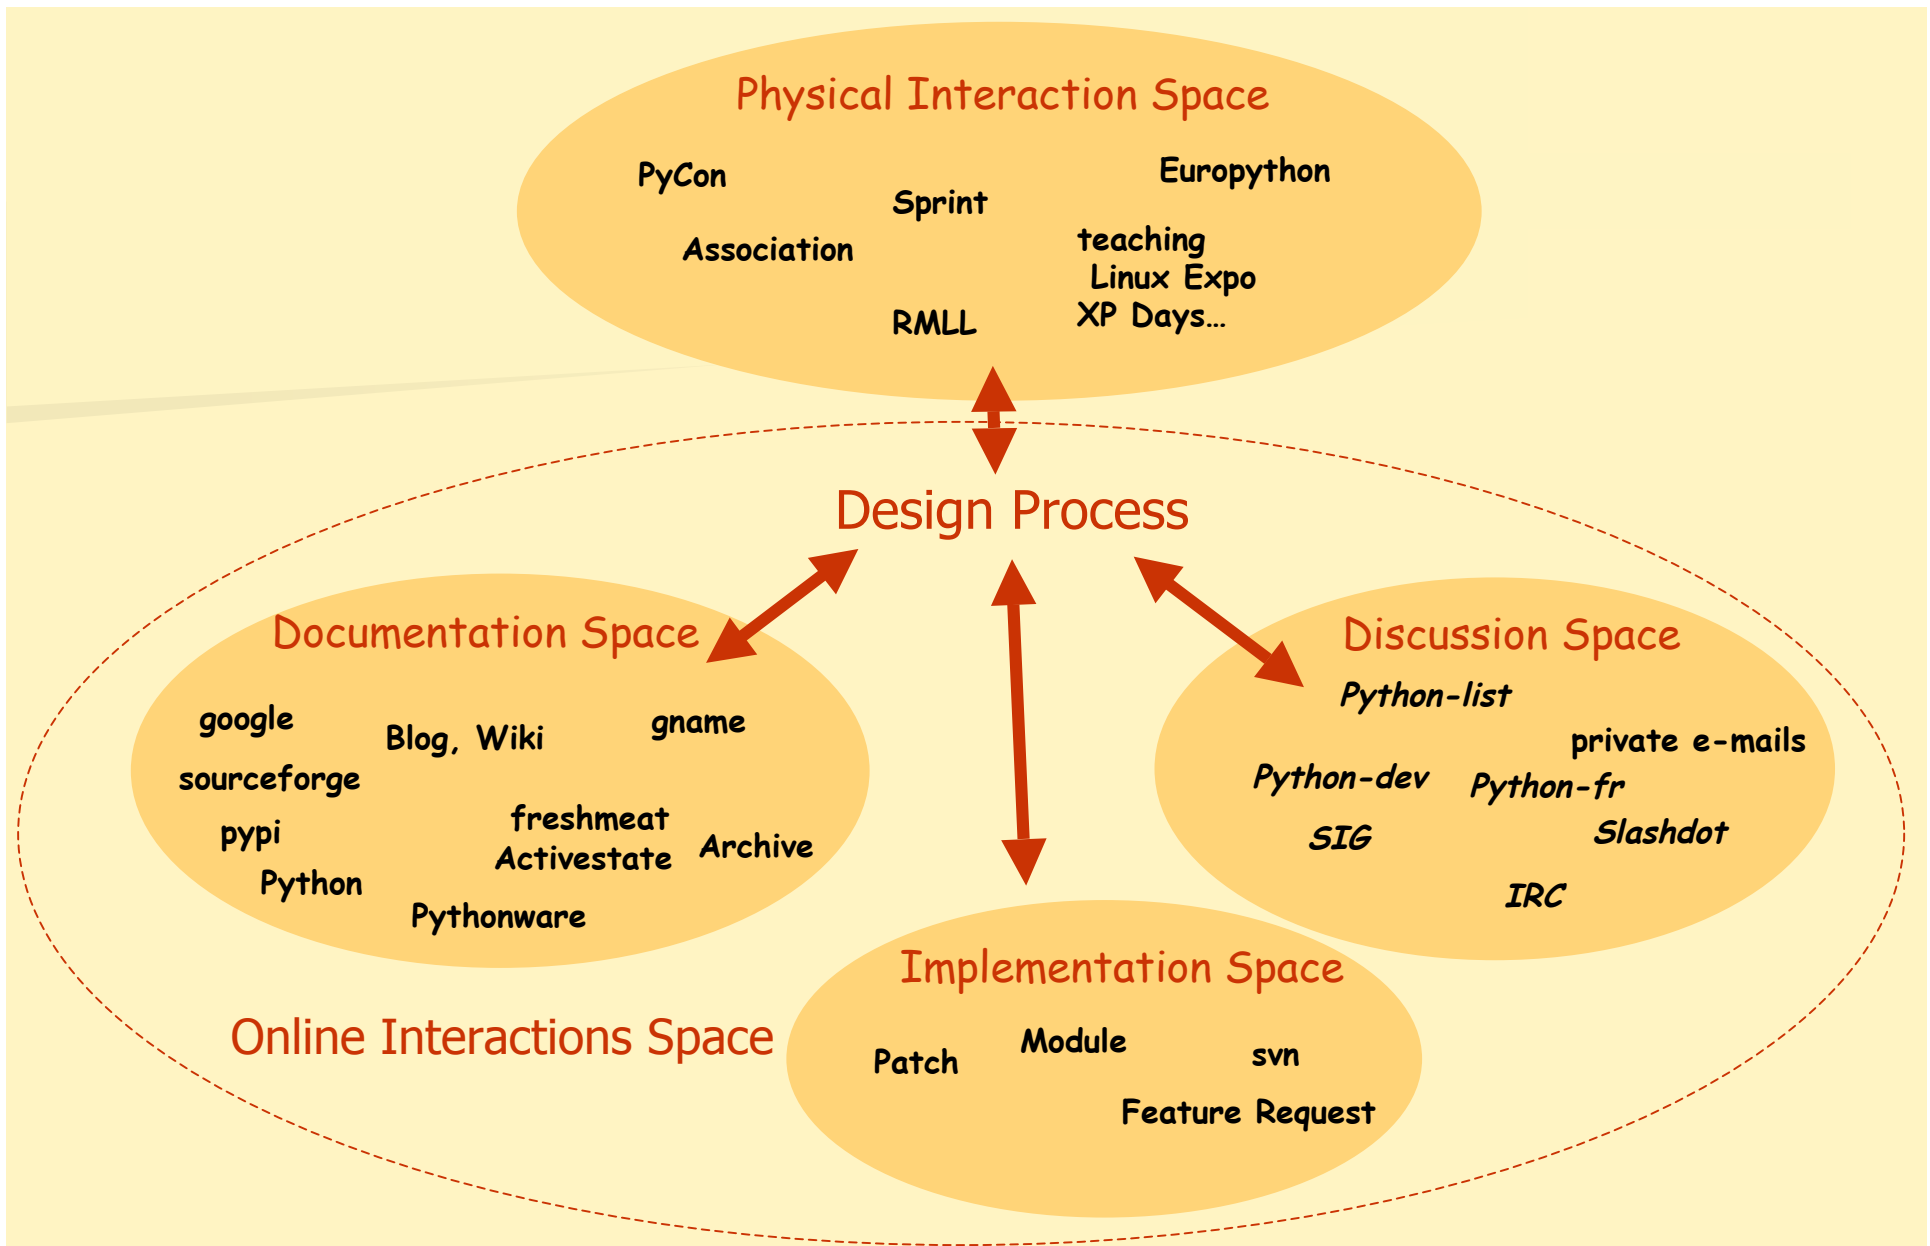 Physical Interaction Space
PyCon
Europython
Sprint
Association
teaching
Linux Expo
XP Days…
RMLL
Design Process
Documentation Space
google
Blog, Wiki
gname
sourceforge
pypi
freshmeat
Activestate
Archive
Python
Pythonware
Discussion Space
Python-list
private e-mails
Python-dev
Python-fr
SIG
Slashdot
IRC
Implementation Space
Patch
Module
svn
Feature Request
Online Interactions Space